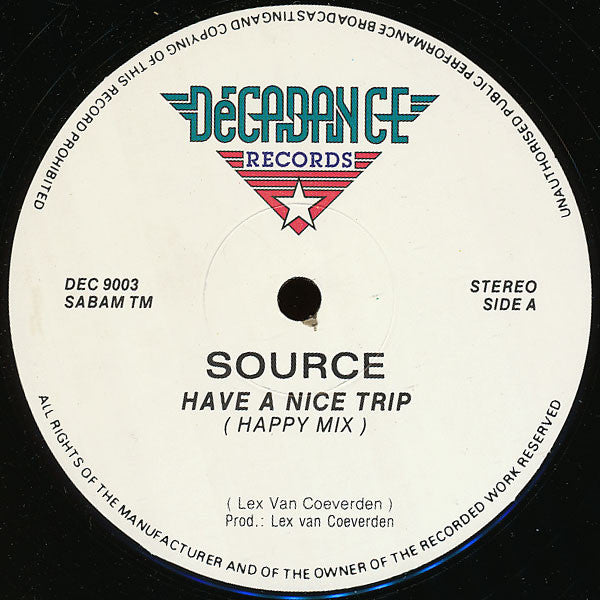 UNAUTHORISED PUBLIC PERFORMANCE BROADCASTING AND COPYING OF THIS RECORD PROHIBITED
DéCADANCE
RECORDS
DEC 9003
SABAM TM
STEREO
SIDE A
SOURCE
HAVE A NICE TRIP
( HAPPY MIX )
( Lex Van Coeverden )
Prod.: Lex van Coeverden
ALL RIGHTS OF THE MANUFACTURER AND OF THE OWNER OF THE RECORDED WORK RESERVED